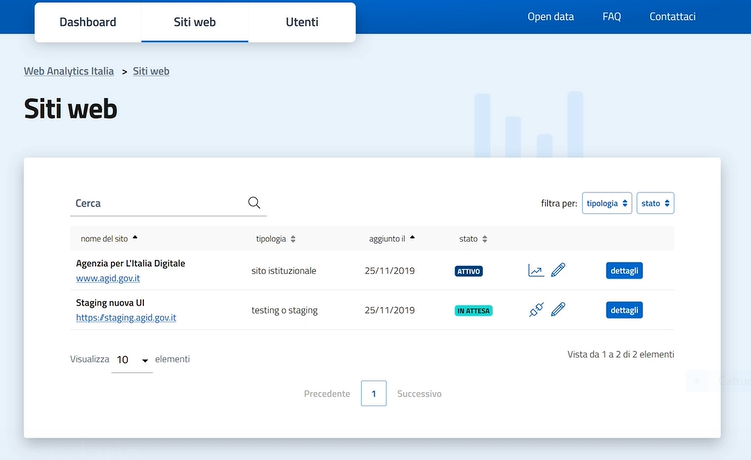 Dashboard Siti web Utenti Open data FAQ Contattaci
Web Analytics Italia > Siti web
Siti web
Cerca filtra per: tipologia stato
nome del sito tipologia aggiunto il stato
Agenzia per L'Italia Digitale
www.agid.gov.it sito istituzionale 25/11/2019 ATTIVO dettagli
Staging nuova UI
https://staging.agid.gov.it testing o staging 25/11/2019 IN ATTESA dettagli
Visualizza 10 elementi Vista da 1 a 2 di 2 elementi
Precedente 1 Successivo